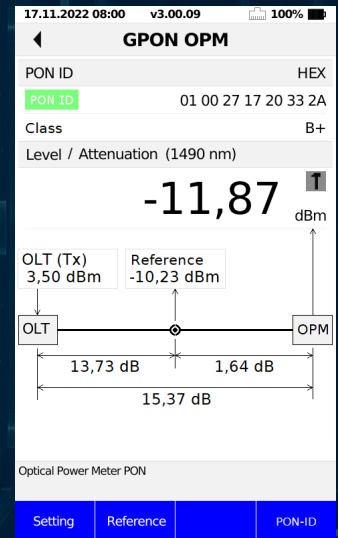 17.11.2022 08:00 v3.00.09 100%
GPON OPM
PON ID HEX
PON ID 01 00 27 17 20 33 2A
Class B+
Level / Attenuation (1490 nm)
-11,87 dBm
OLT (Tx) Reference
3,50 dBm -10,23 dBm
OLT OPM
13,73 dB 1,64 dB
15,37 dB
Optical Power Meter PON
Setting Reference PON-ID